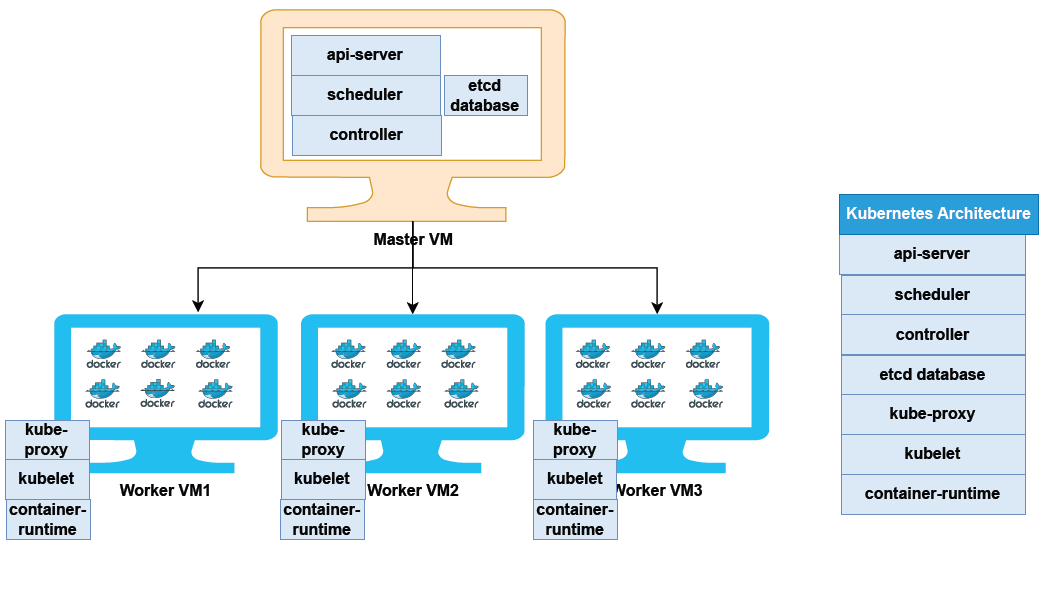 api-server
scheduler
etcd
database
controller
Master VM
docker docker docker
docker docker docker
docker docker docker
docker docker docker
docker docker docker
docker docker docker
kube-
proxy
kubelet
container-
runtime
Worker VM1
kube-
proxy
kubelet
container-
runtime
Worker VM2
kube-
proxy
kubelet
container-
runtime
Worker VM3
Kubernetes Architecture
api-server
scheduler
controller
etcd database
kube-proxy
kubelet
container-runtime